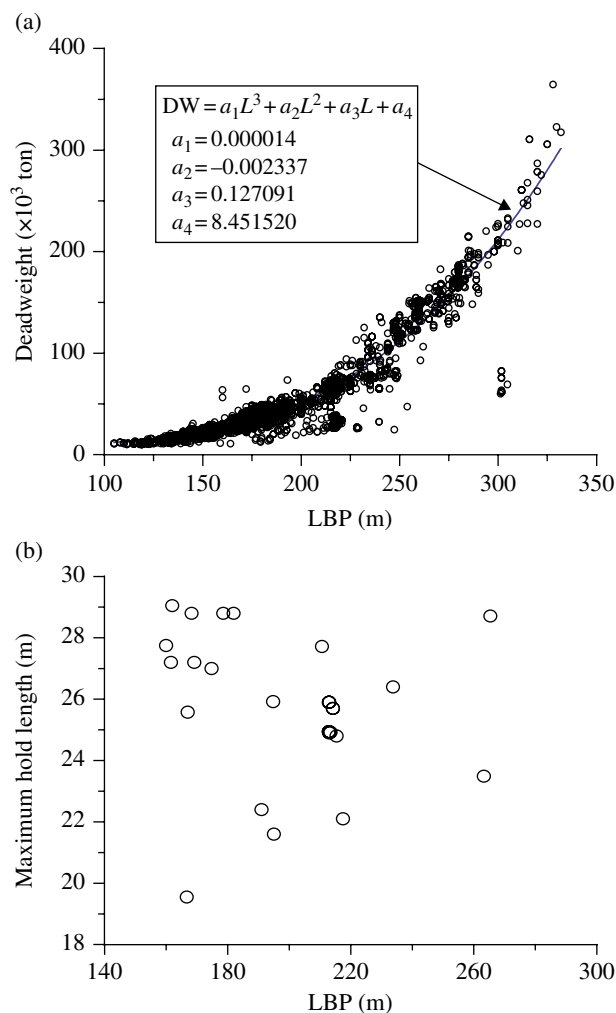 (a)
400
300
200
100
0
Deadweight (×10³ ton)
DW = a₁L³ + a₂L² + a₃L + a₄
a₁ = 0.000014
a₂ = –0.002337
a₃ = 0.127091
a₄ = 8.451520
100 150 200 250 300 350
LBP (m)
(b)
30
28
26
24
22
20
18
Maximum hold length (m)
140 180 220 260 300
LBP (m)